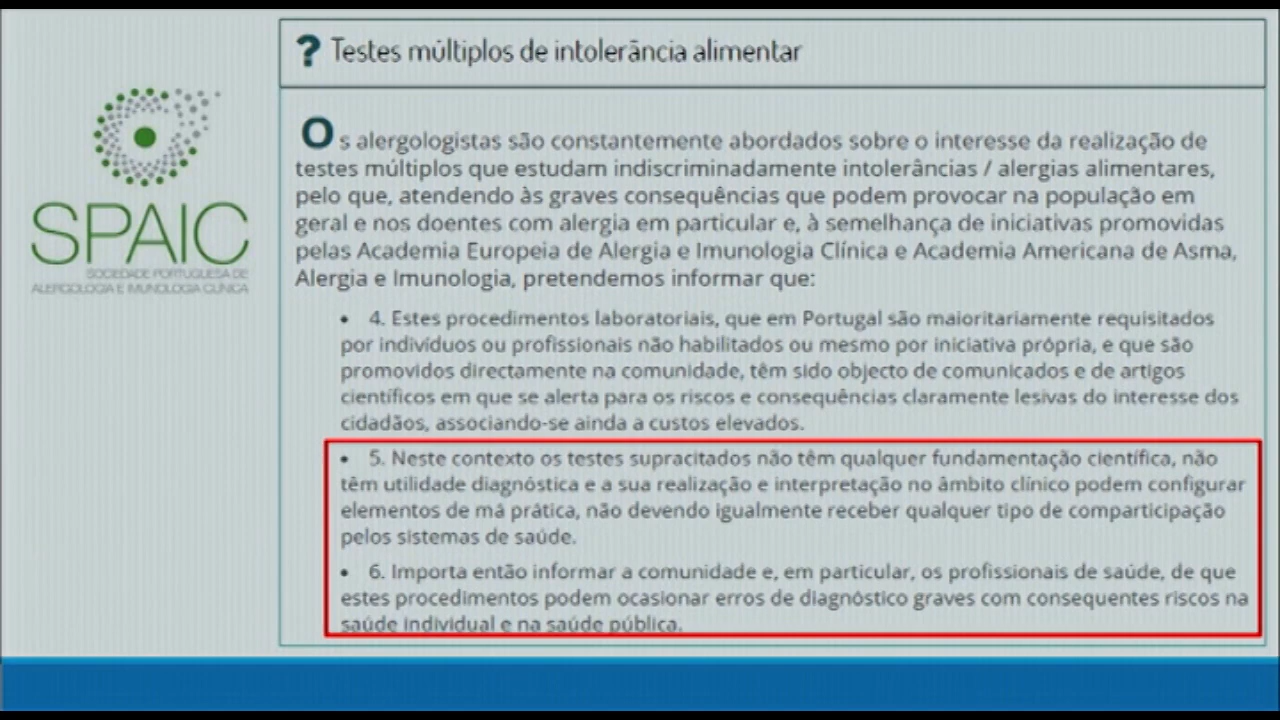 ? Testes múltiplos de intolerância alimentar
SPAIC
SOCIEDADE PORTUGUESA DE
ALERGOLOGIA E IMUNOLOGIA CLÍNICA
Os alergologistas são constantemente abordados sobre o interesse da realização de
testes múltiplos que estudam indiscriminadamente intolerâncias / alergias alimentares,
pelo que, atendendo às graves consequências que podem provocar na população em
geral e nos doentes com alergia em particular e, à semelhança de iniciativas promovidas
pelas Academia Europeia de Alergia e Imunologia Clínica e Academia Americana de Asma,
Alergia e Imunologia, pretendemos informar que:
• 4. Estes procedimentos laboratoriais, que em Portugal são maioritariamente requisitados
por indivíduos ou profissionais não habilitados ou mesmo por iniciativa própria, e que são
promovidos directamente na comunidade, têm sido objecto de comunicados e de artigos
científicos em que se alerta para os riscos e consequências claramente lesivas do interesse dos
cidadãos, associando-se ainda a custos elevados.
• 5. Neste contexto os testes supracitados não têm qualquer fundamentação científica, não
têm utilidade diagnóstica e a sua realização e interpretação no âmbito clínico podem configurar
elementos de má prática, não devendo igualmente receber qualquer tipo de comparticipação
pelos sistemas de saúde.
• 6. Importa então informar a comunidade e, em particular, os profissionais de saúde, de que
estes procedimentos podem ocasionar erros de diagnóstico graves com consequentes riscos na
saúde individual e na saúde pública.